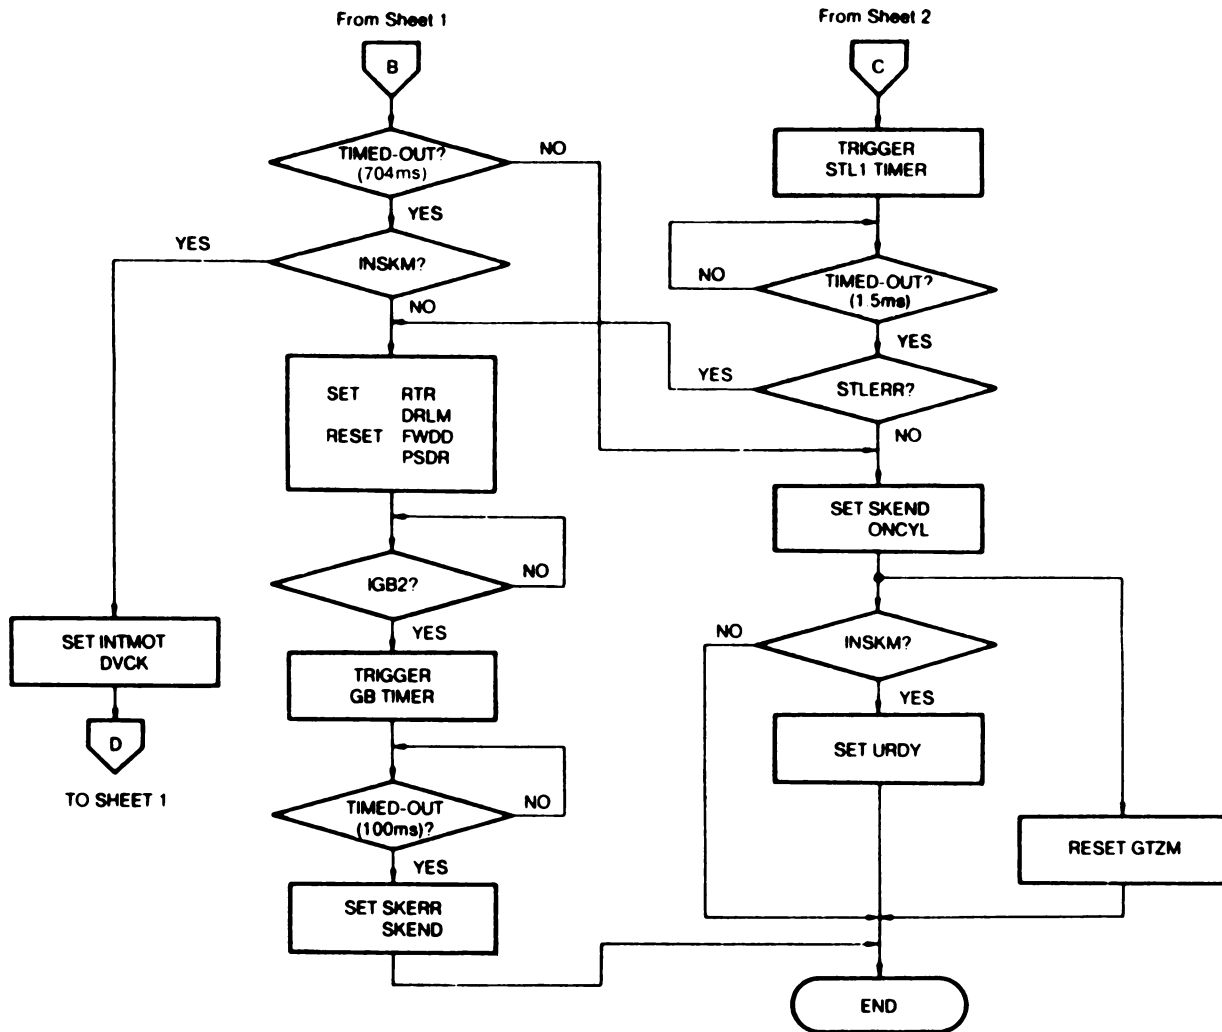 From Sheet 1
B
TIMED-OUT?
(704ms)
NO
YES
INSKM?
YES
NO
SET RTR
DRLM
RESET FWDD
PSDR
IGB2?
NO
YES
TRIGGER
GB TIMER
TIMED-OUT
(100ms)?
NO
YES
SET SKERR
SKEND
SET INTMOT
DVCK
D
TO SHEET 1
From Sheet 2
C
TRIGGER
STL1 TIMER
TIMED-OUT?
(1.5ms)
NO
YES
STLERR?
YES
NO
SET SKEND
ONCYL
INSKM?
NO
YES
SET URDY
RESET GTZM
END